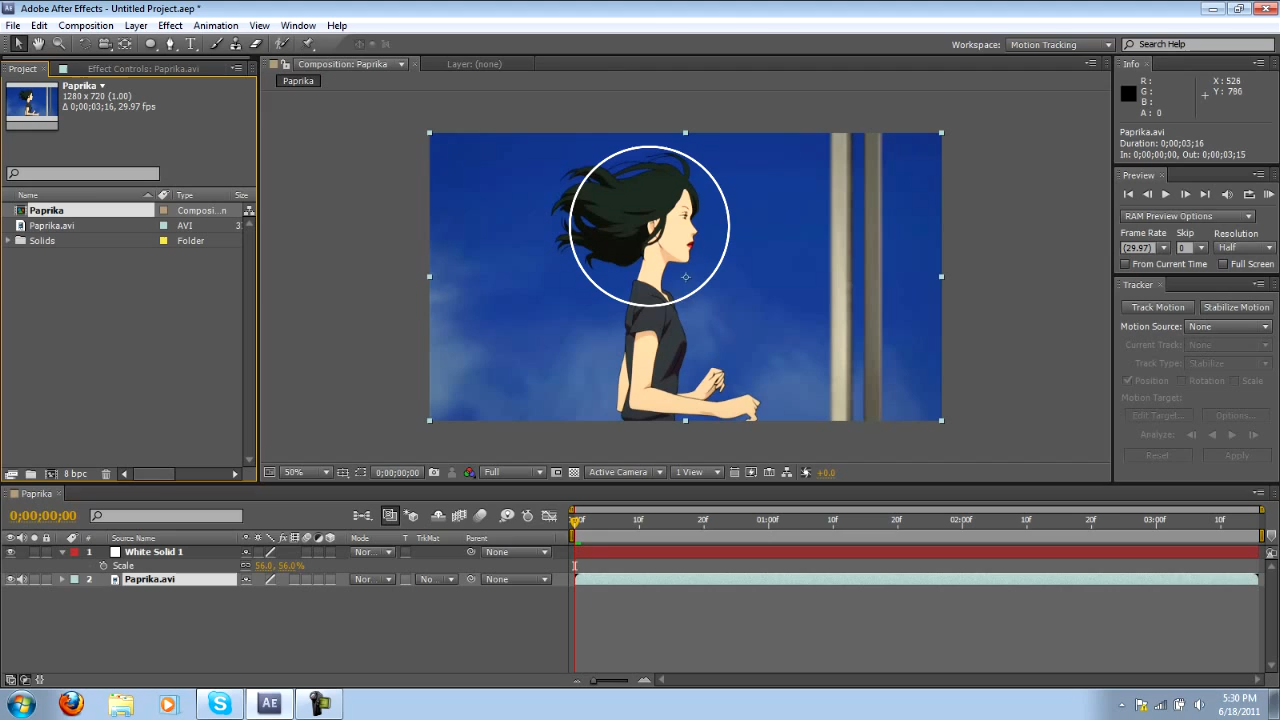 Adobe After Effects - Untitled Project.aep *
File Edit Composition Layer Effect Animation View Window Help
Workspace: Motion Tracking Search Help
Project Effect Controls: Paprika.avi Composition: Paprika Layer: (none) Info
Paprika
Paprika
1280 x 720 (1.00)
Δ 0;00;03;16, 29.97 fps
R :
G :
B :
A : 0
X : 528
Y : 786
Paprika.avi
Duration: 0;00;03;16
In: 0;00;00;00, Out: 0;00;03;15
Preview
RAM Preview Options
Frame Rate Skip Resolution
(29.97) 0 Half
From Current Time Full Screen
Tracker
Track Motion Stabilize Motion
Motion Source: None
Current Track: None
Track Type: Stabilize
Position Rotation Scale
Motion Target:
Edit Target... Options...
Analyze:
Reset Apply
Name Type Size
Paprika Composi...n
Paprika.avi AVI 3
Solids Folder
8 bpc
50% 0;00;00;00 Full Active Camera 1 View +0.0
Paprika
0;00;00;00
10f 20f 01:00f 10f 20f 02:00f 10f 20f 03:00f 10f
# Source Name Mode T TrkMat Parent
1 White Solid 1 Nor... None
Scale 56.0, 56.0%
2 Paprika.avi Nor... No... None
5:30 PM
6/18/2011